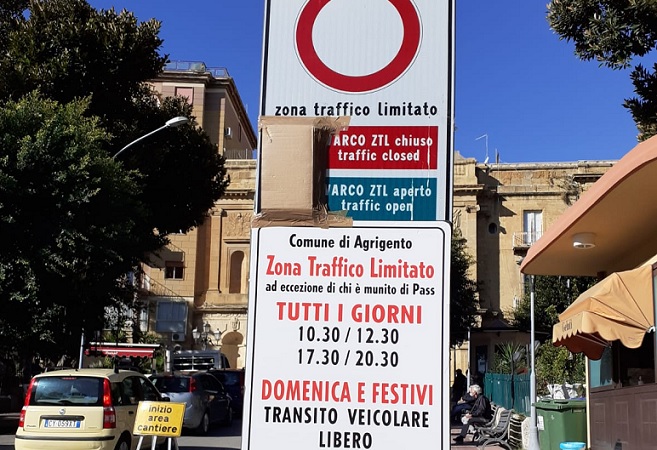 zona traffico limitato
VARCO ZTL chiuso
traffic closed
VARCO ZTL aperto
traffic open
Comune di Agrigento
Zona Traffico Limitato
ad eccezione di chi è munito di Pass
TUTTI I GIORNI
10.30 / 12.30
17.30 / 20.30
DOMENICA E FESTIVI
TRANSITO VEICOLARE
LIBERO
inizio
area
cantiere